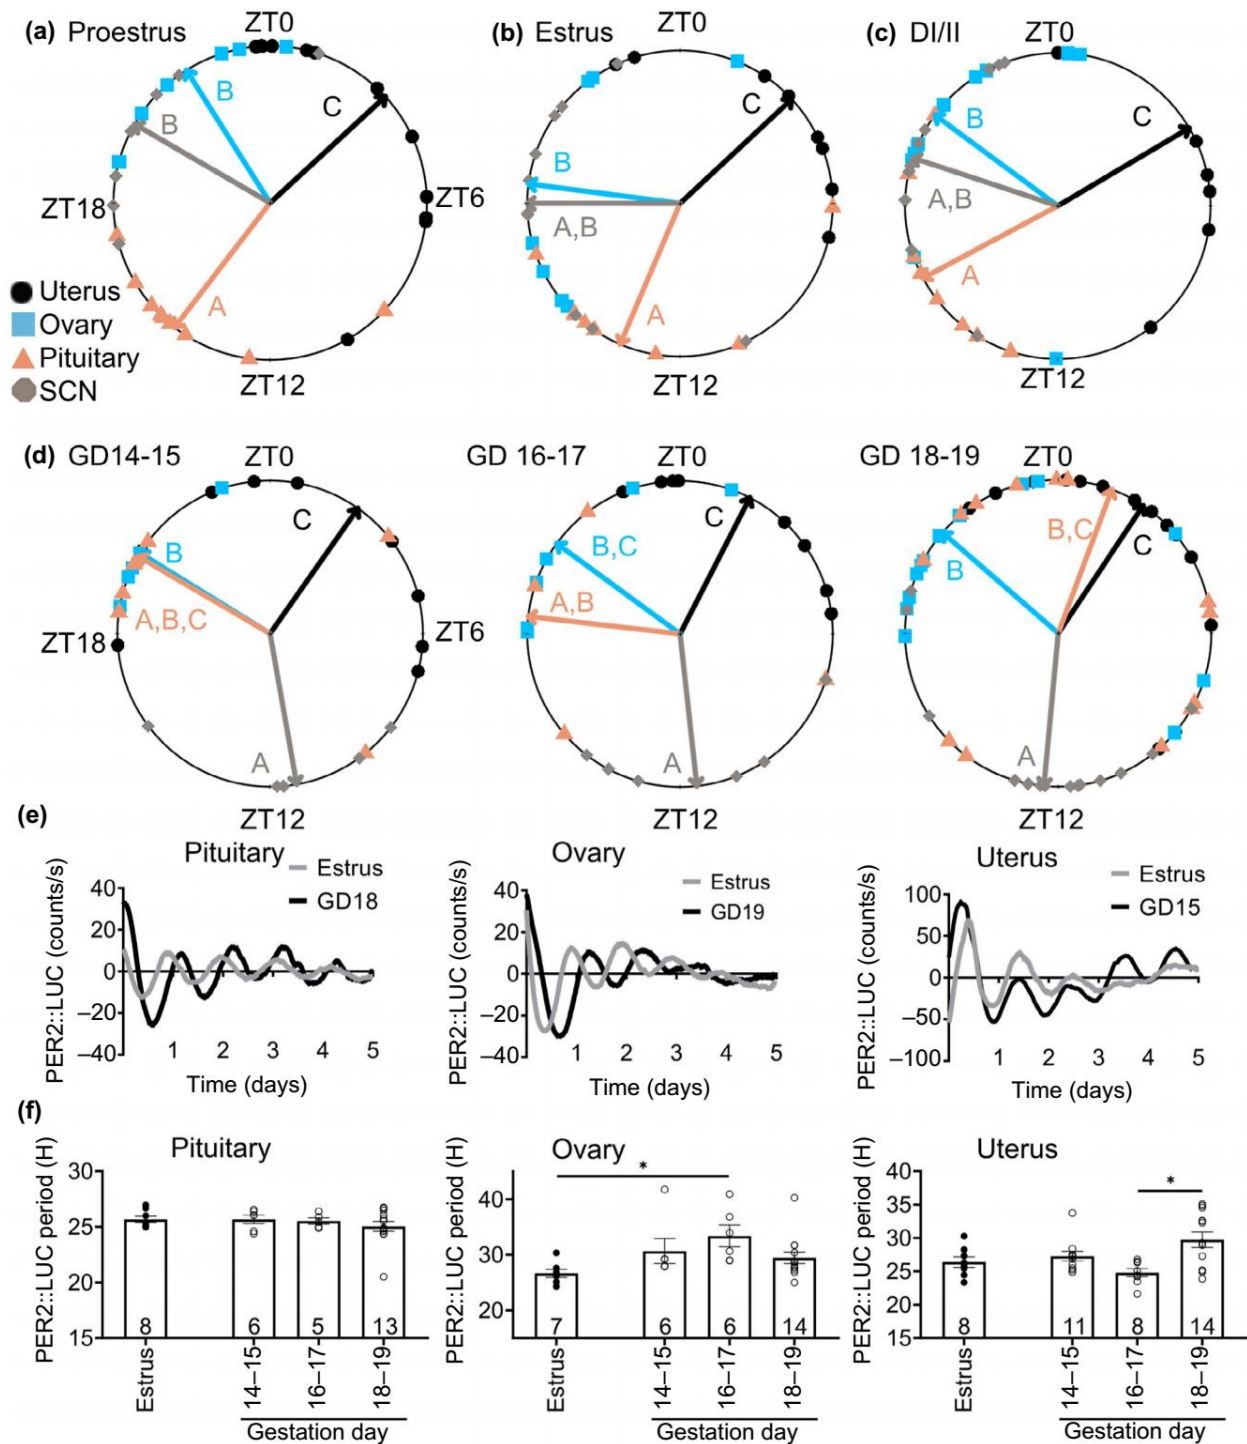 (a) Proestrus ZT0
(b) Estrus
(c) DI/II ZT0
B C
B
ZT18 ZT6
A
ZT12
C
B
A,B
A
ZT12
C
B
A,B
A
ZT12
Uterus
Ovary
Pituitary
SCN
(d) GD14-15 ZT0
GD 16-17 ZT0
GD 18-19 ZT0
C
B
A,B,C
ZT18 ZT6
A
ZT12
C
B,C
A,B
A
ZT12
B,C
C
B
A
ZT12
(e)
Pituitary
Estrus
GD18
PER2::LUC (counts/s)
40
20
0
–20
–40
1 2 3 4 5
Time (days)
Ovary
Estrus
GD19
PER2::LUC (counts/s)
40
20
0
–20
–40
1 2 3 4 5
Time (days)
Uterus
Estrus
GD15
PER2::LUC (counts/s)
100
50
0
–50
–100
1 2 3 4 5
Time (days)
(f)
Pituitary
PER2::LUC period (H)
30
25
20
15
8 6 5 13
Estrus 14–15 16–17 18–19
Gestation day
Ovary
PER2::LUC period (H)
*
40
30
20
7 6 6 14
Estrus 14–15 16–17 18–19
Gestation day
Uterus
PER2::LUC period (H)
*
40
35
30
25
20
15
8 11 8 14
Estrus 14–15 16–17 18–19
Gestation day